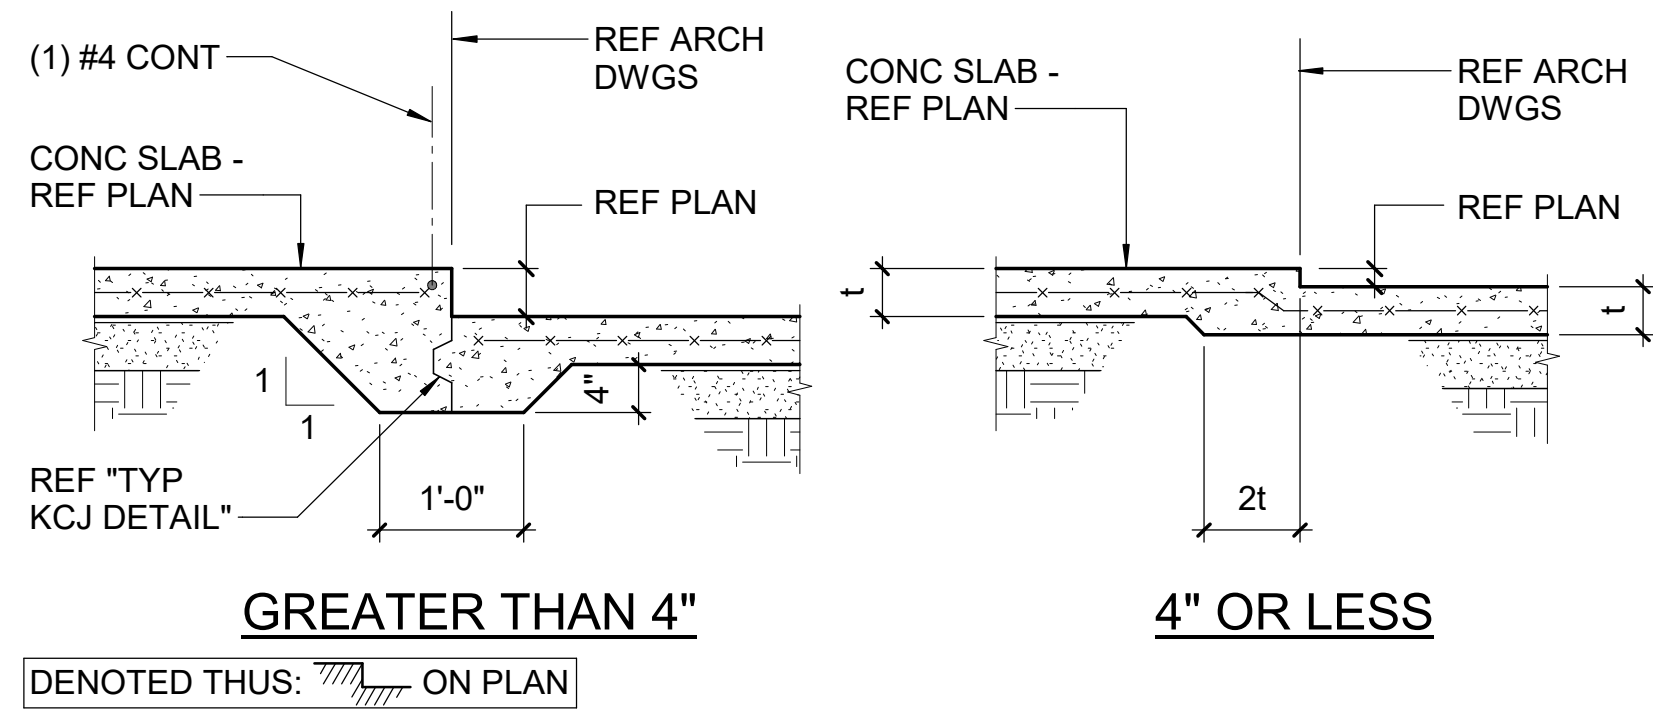 (1) #4 CONT
REF ARCH
DWGS
CONC SLAB -
REF PLAN
REF PLAN
1
1
4"
REF "TYP
KCJ DETAIL"
1'-0"
GREATER THAN 4"
DENOTED THUS: ON PLAN
CONC SLAB -
REF PLAN
REF ARCH
DWGS
REF PLAN
t
t
2t
4" OR LESS